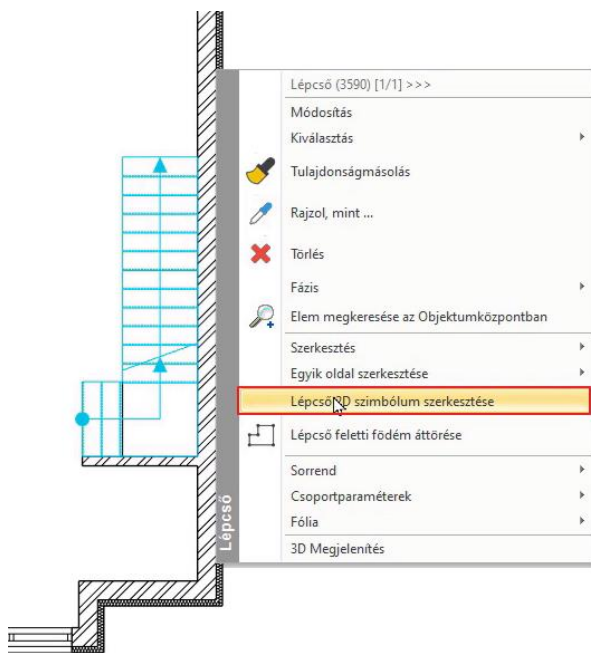 Lépcső (3590) [1/1] >>>
Módosítás
Kiválasztás
Tulajdonságmásolás
Rajzol, mint ...
Törlés
Fázis
Elem megkeresése az Objektumközpontban
Szerkesztés
Egyik oldal szerkesztése
Lépcső 2D szimbólum szerkesztése
Lépcső feletti födém áttörése
Sorrend
Csoportparaméterek
Fólia
3D Megjelenítés
Lépcső